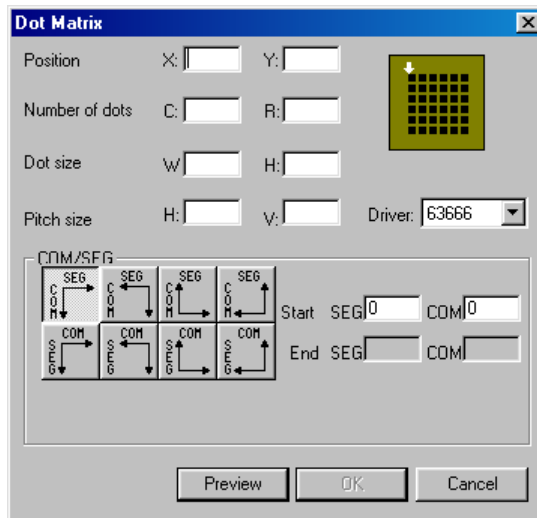 Dot Matrix
Position X: Y:
Number of dots C: R:
Dot size W H:
Pitch size H: V: Driver: 63666
COM/SEG
SEG COM SEG COM SEG COM SEG COM
Start SEG 0 COM 0
COM SEG COM SEG COM SEG COM SEG
End SEG COM
Preview OK Cancel